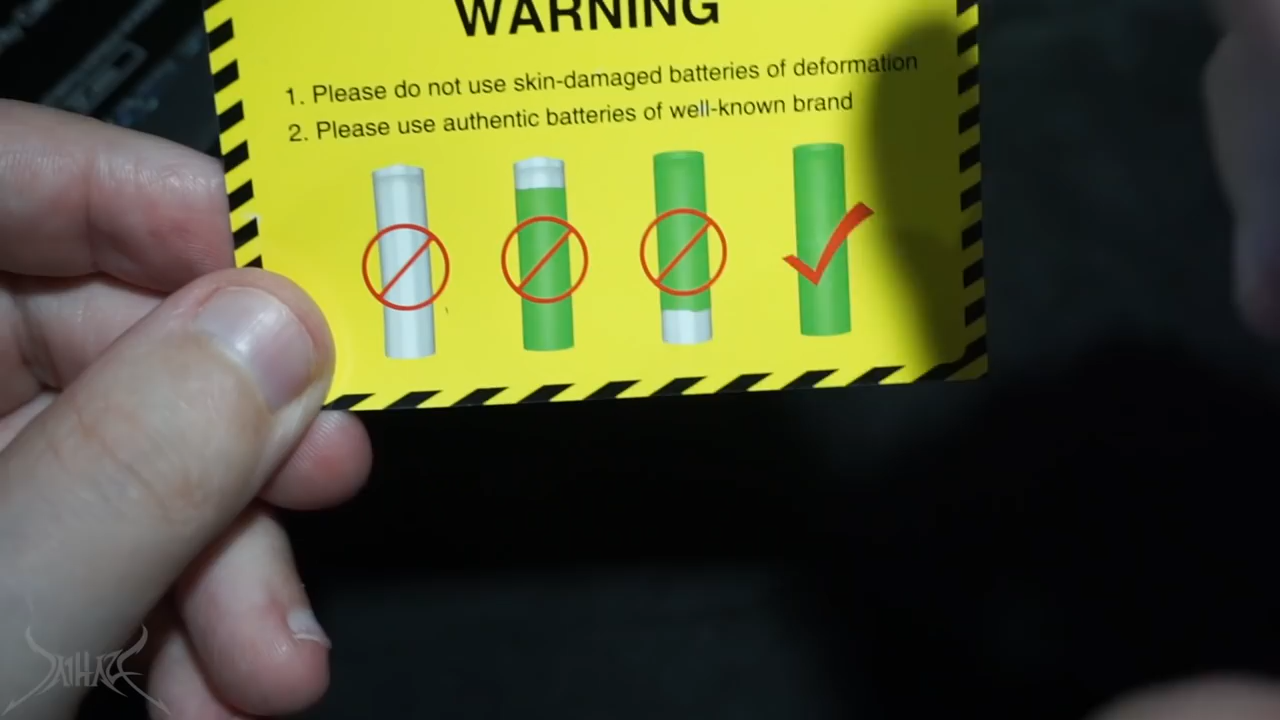 WARNING
1. Please do not use skin-damaged batteries of deformation
2. Please use authentic batteries of well-known brand